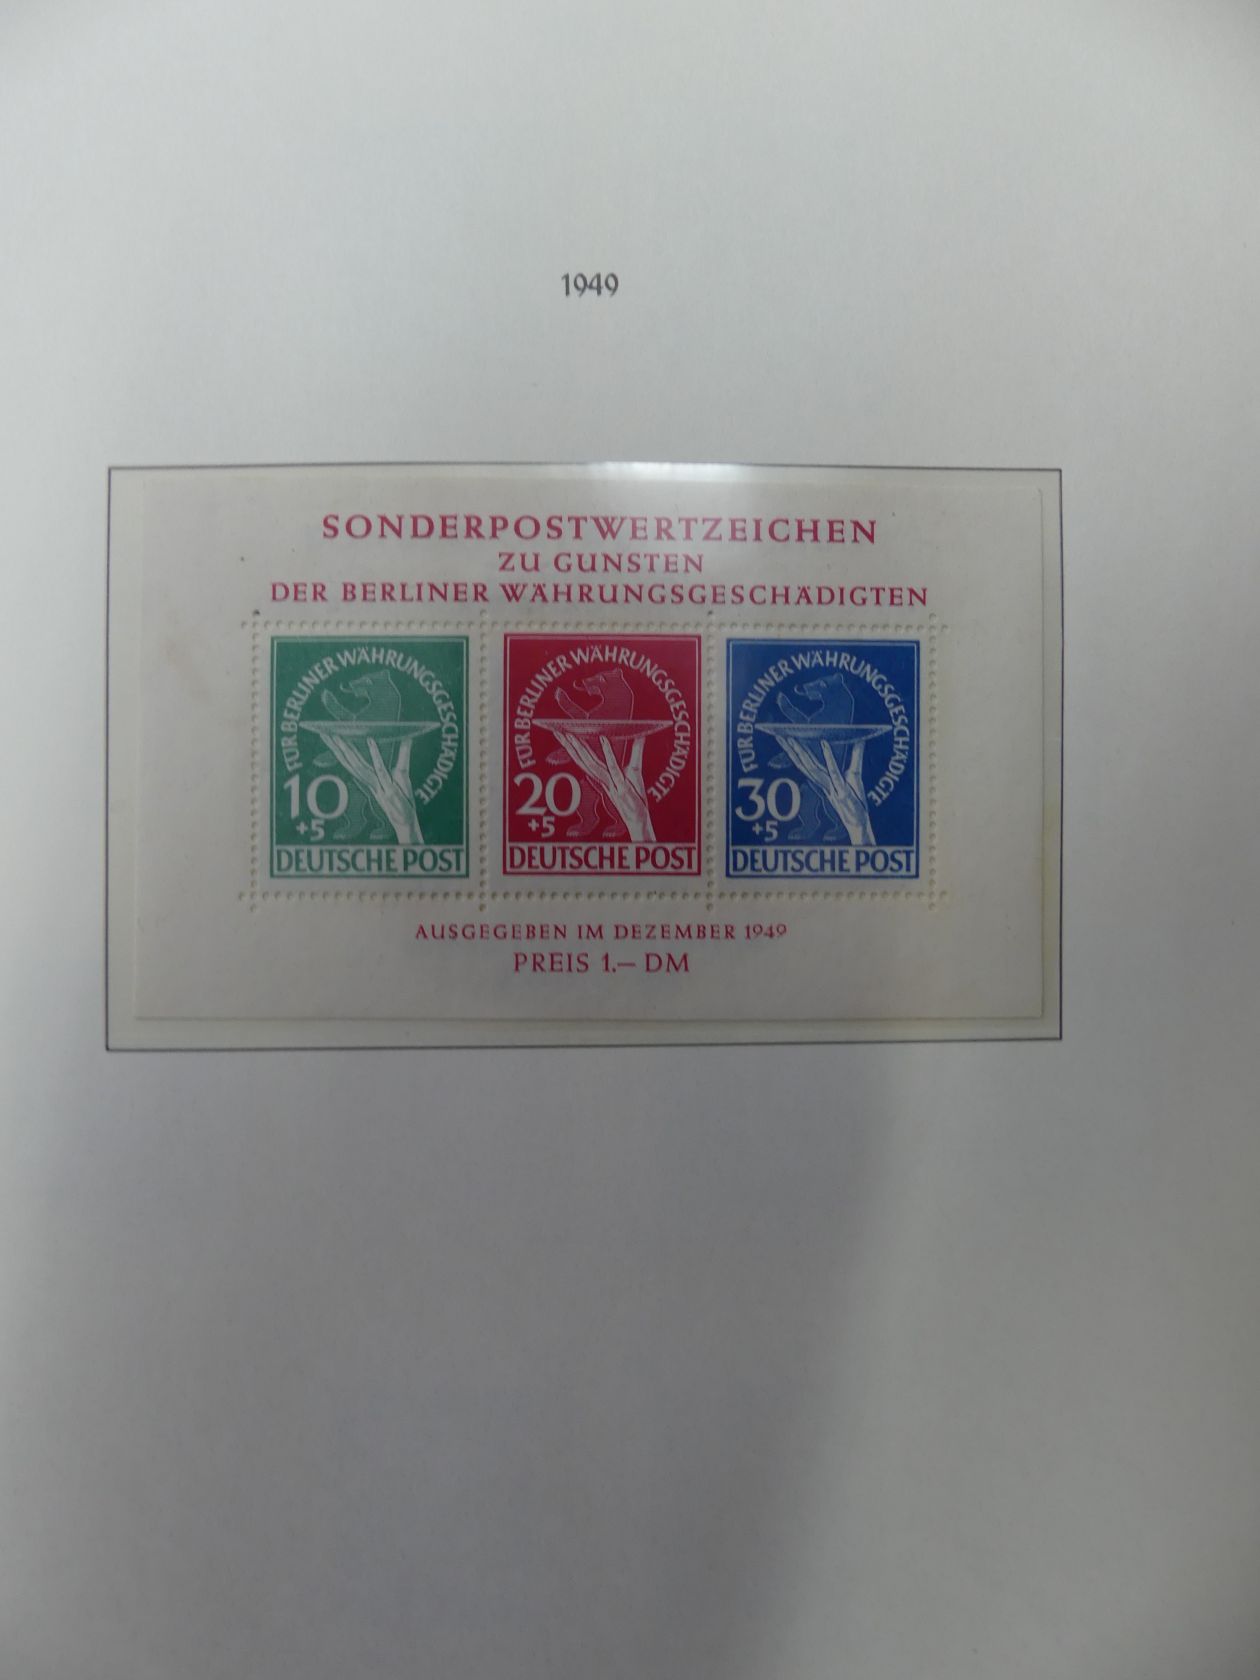 1949
SONDERPOSTWERTZEICHEN
ZU GUNSTEN
DER BERLINER WÄHRUNGSGESCHÄDIGTEN
FÜR BERLINER WÄHRUNGSGESCHÄDIGTE
10
+5
DEUTSCHE POST
FÜR BERLINER WÄHRUNGSGESCHÄDIGTE
20
+5
DEUTSCHE POST
FÜR BERLINER WÄHRUNGSGESCHÄDIGTE
30
+5
DEUTSCHE POST
AUSGEGEBEN IM DEZEMBER 1949
PREIS 1.— DM